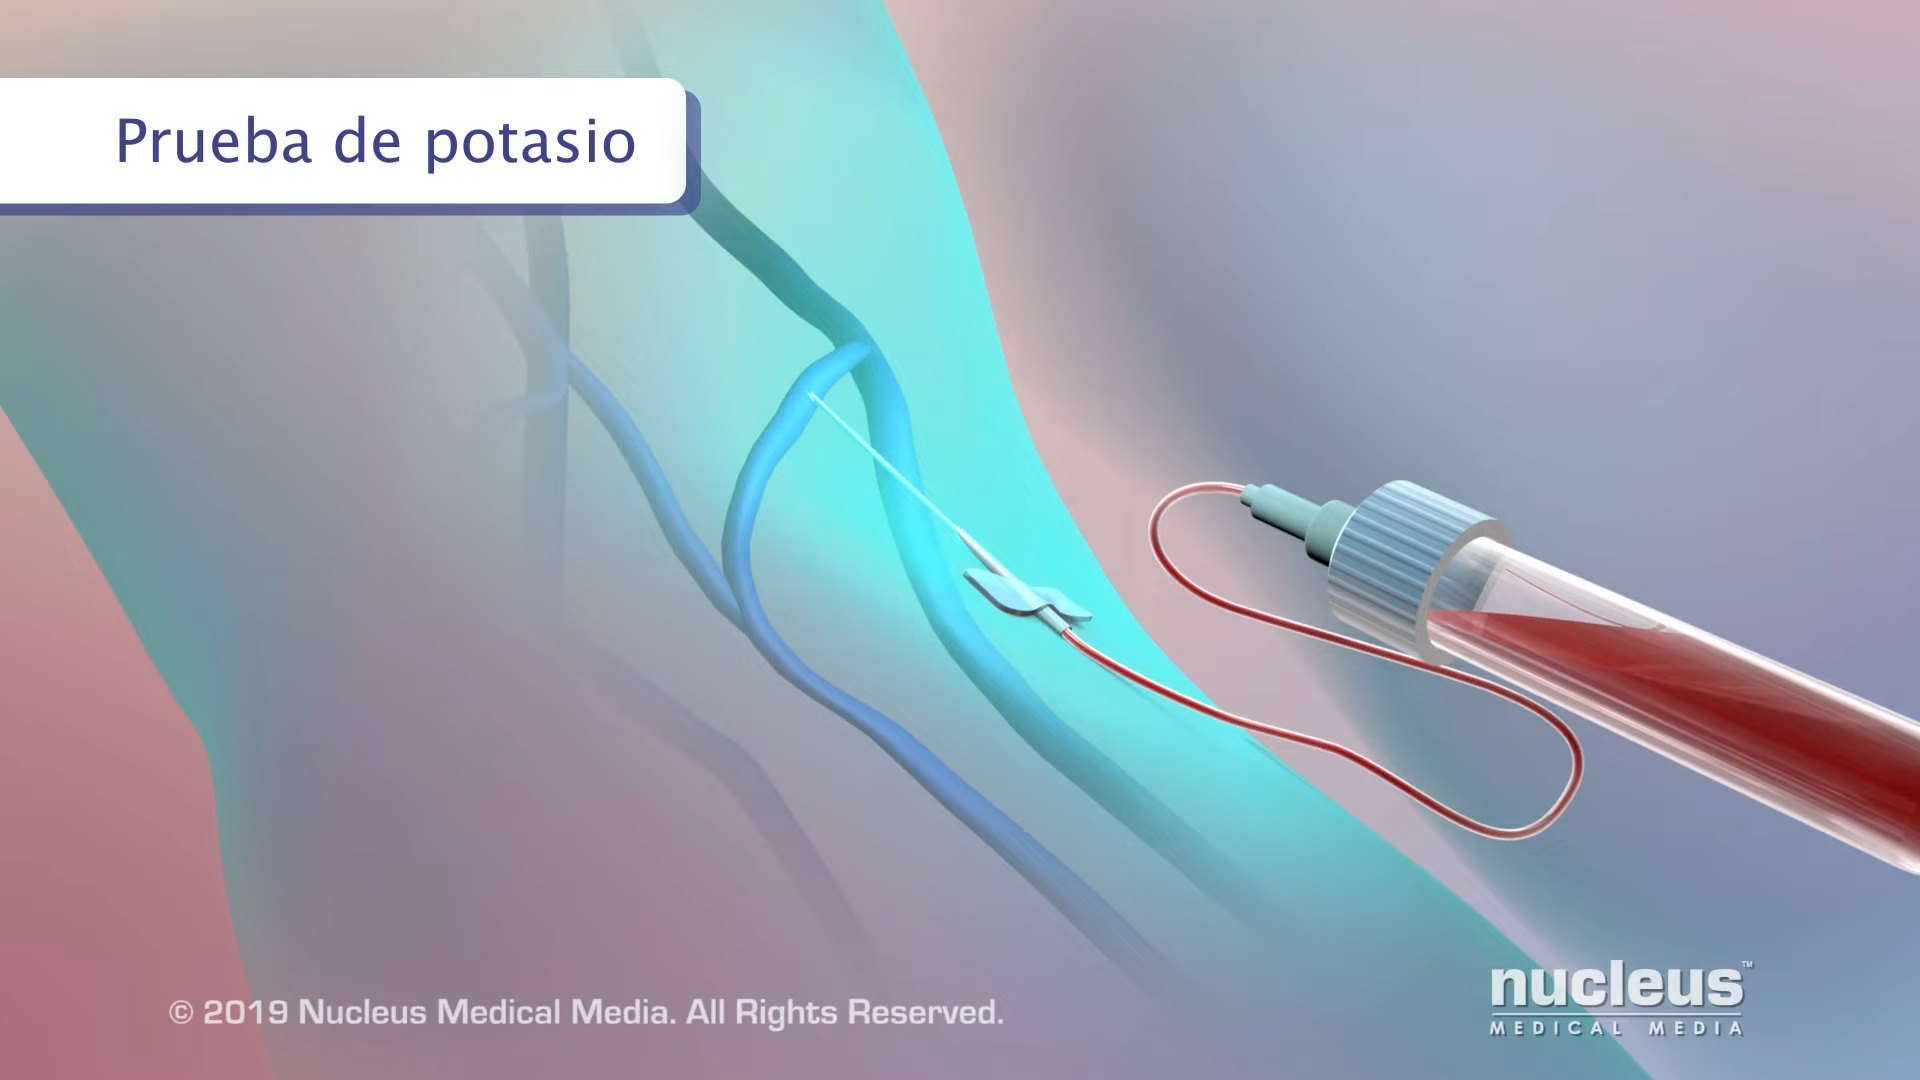 Prueba de potasio
© 2019 Nucleus Medical Media. All Rights Reserved.
nucleus™
MEDICAL MEDIA